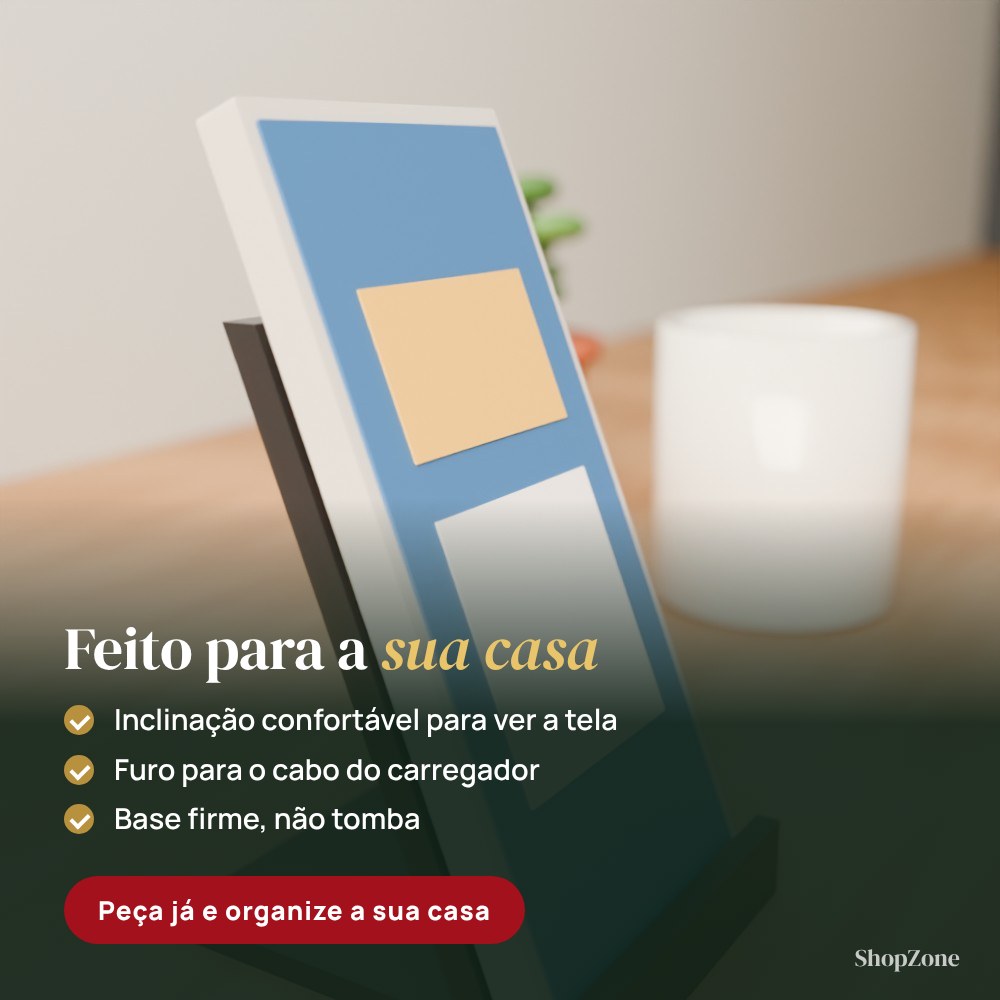 Feito para a sua casa
Inclinação confortável para ver a tela
Furo para o cabo do carregador
Base firme, não tomba
Peça já e organize a sua casa
ShopZone